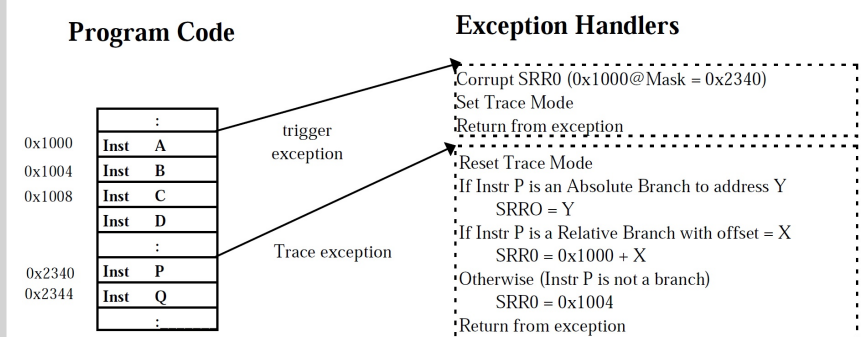 Program Code
Exception Handlers
Corrupt SRR0 (0x1000@Mask = 0x2340)
Set Trace Mode
Return from exception
trigger
exception
:
0x1000 Inst A
0x1004 Inst B
0x1008 Inst C
Inst D
:
0x2340 Inst P
0x2344 Inst Q
:
Trace exception
Reset Trace Mode
If Instr P is an Absolute Branch to address Y
SRRO = Y
If Instr P is a Relative Branch with offset = X
SRR0 = 0x1000 + X
Otherwise (Instr P is not a branch)
SRR0 = 0x1004
Return from exception